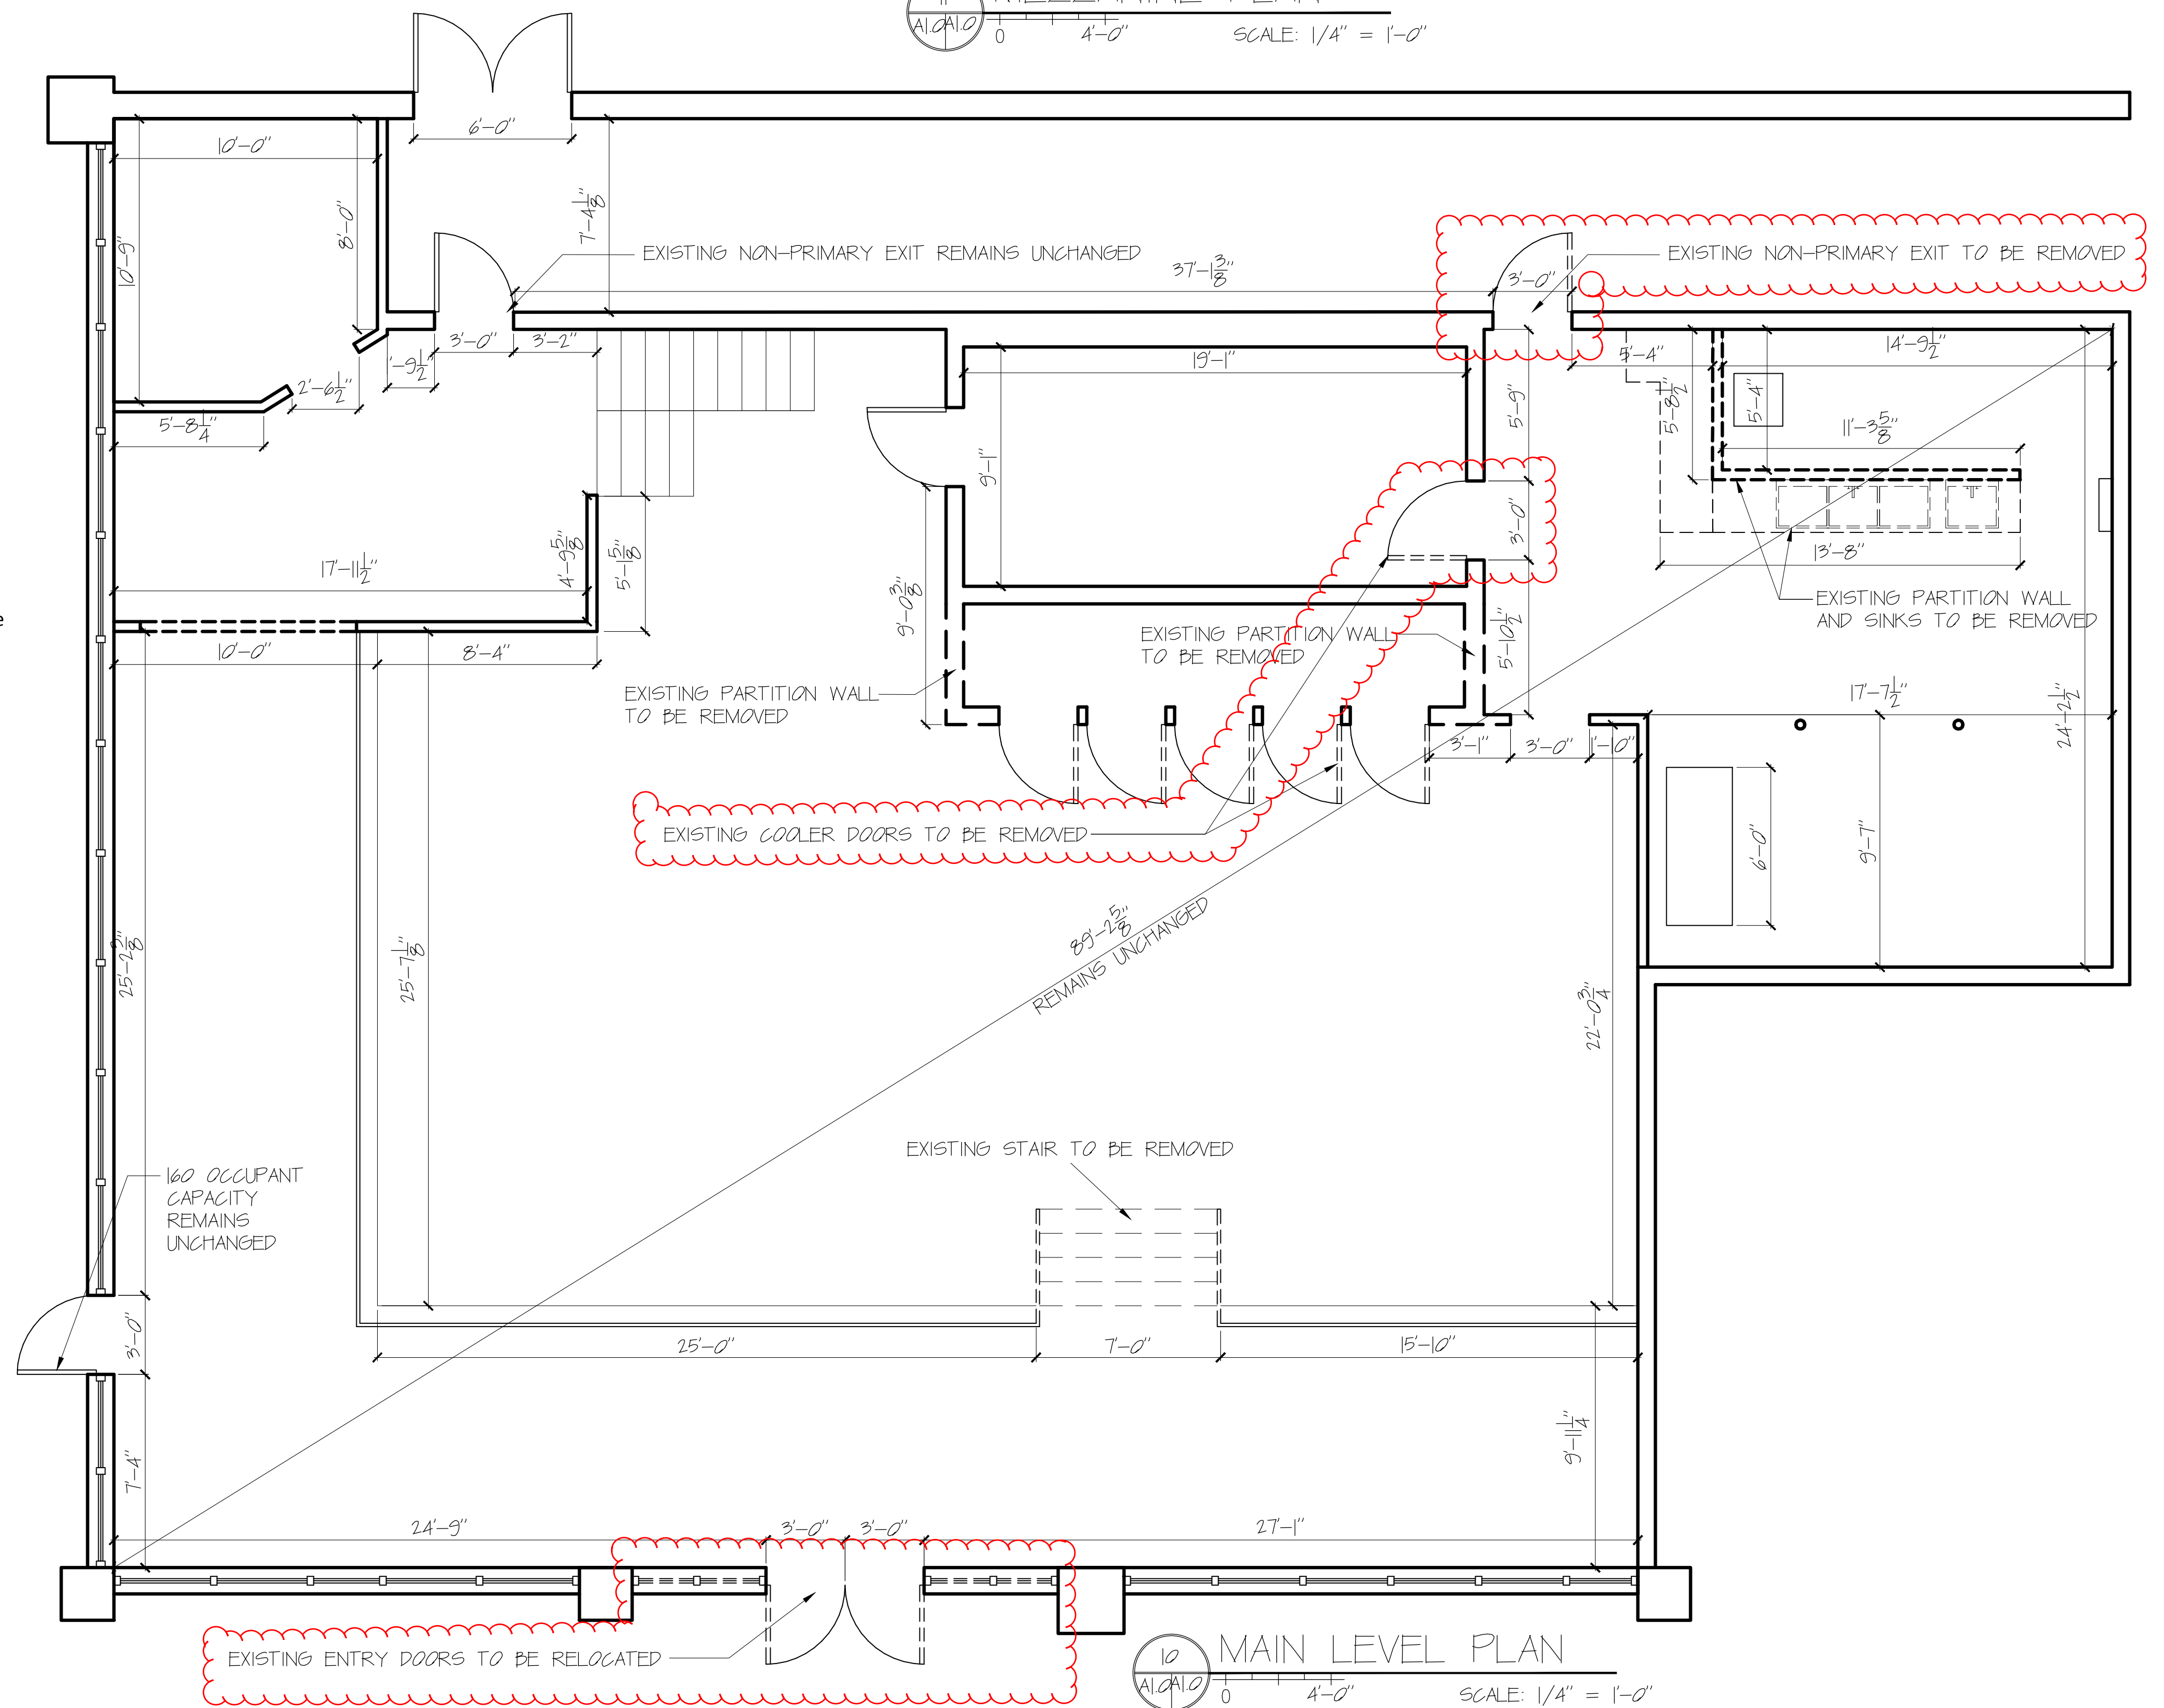 A1.0 A1.0
0 4'-0" SCALE: 1/4" = 1'-0"
6'-0"
10'-0"
8'-0"
10'-9"
7'-4 1/8"
EXISTING NON-PRIMARY EXIT REMAINS UNCHANGED
37'-1 3/8"
3'-0"
EXISTING NON-PRIMARY EXIT TO BE REMOVED
3'-0" 3'-2"
'-9 1/2"
2'-6 1/2"
5'-8 1/4"
19'-1"
5'-4"
14'-9 1/2"
5'-9"
5'-8 1/2"
5'-4"
11'-3 5/8"
9'-1"
3'-0"
4'-9 5/8"
5'-1 5/8"
17'-11 1/2"
13'-8"
9'-0 3/8"
EXISTING PARTITION WALL
AND SINKS TO BE REMOVED
EXISTING PARTITION WALL
TO BE REMOVED
5'-10 1/2"
10'-0"
8'-4"
EXISTING PARTITION WALL
TO BE REMOVED
17'-7 1/2"
24'-2 1/2"
3'-1" 3'-0" 1'-10"
EXISTING COOLER DOORS TO BE REMOVED
6'-0"
9'-7"
89'-2 5/8"
REMAINS UNCHANGED
25'-2 3/8"
25'-7 1/8"
22'-0 3/4"
EXISTING STAIR TO BE REMOVED
160 OCCUPANT
CAPACITY
REMAINS
UNCHANGED
3'-0"
25'-0"
7'-0"
15'-10"
9'-11 1/4"
7'-4"
24'-9"
3'-0" 3'-0"
27'-1"
EXISTING ENTRY DOORS TO BE RELOCATED
10 MAIN LEVEL PLAN
A1.0 A1.0
0 4'-0" SCALE: 1/4" = 1'-0"